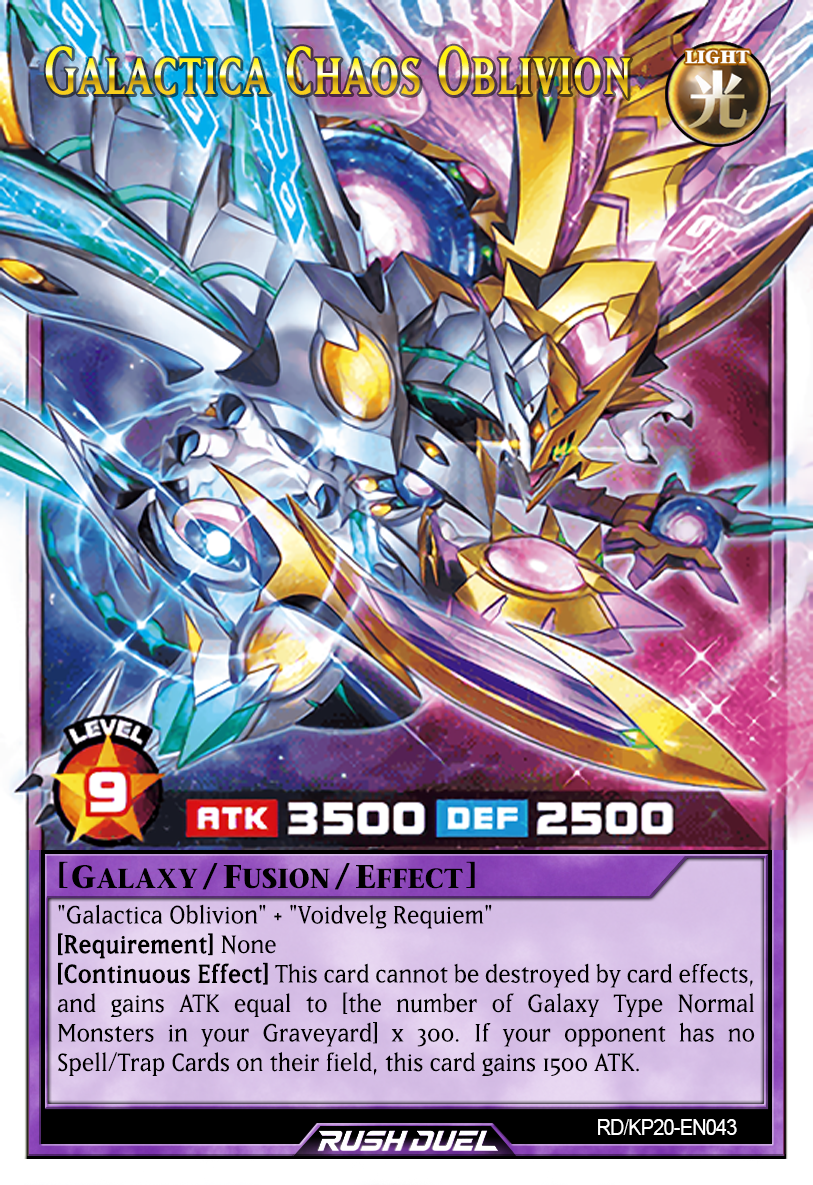 Galactica Chaos Oblivion
LIGHT
光
LEVEL
9
ATK 3500 DEF 2500
[Galaxy/Fusion/Effect]
"Galactica Oblivion" + "Voidvelg Requiem"
[Requirement] None
[Continuous Effect] This card cannot be destroyed by card effects,
and gains ATK equal to [the number of Galaxy Type Normal
Monsters in your Graveyard] x 300. If your opponent has no
Spell/Trap Cards on their field, this card gains 1500 ATK.
RD/KP20-EN043
RUSH DUEL